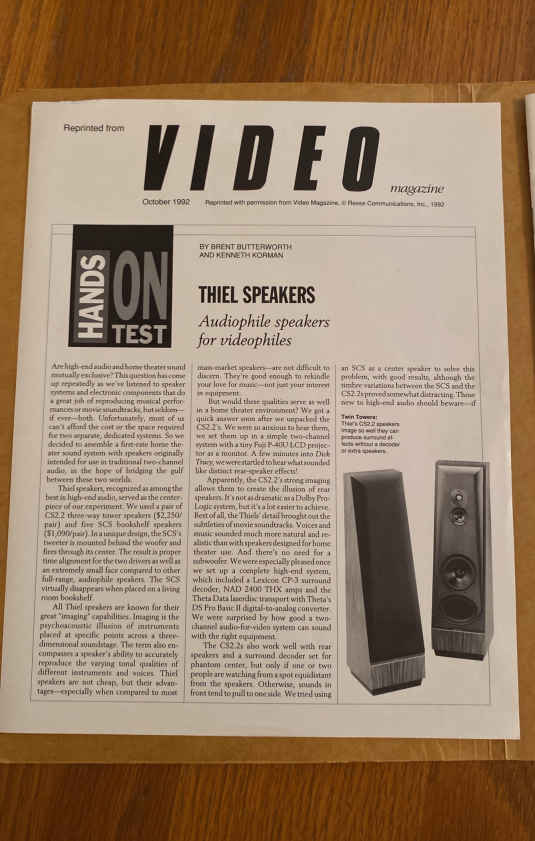 Reprinted from
VIDEO
magazine
October 1992
Reprinted with permission from Video Magazine, © Reese Communications, Inc., 1992
HANDS
ON
TEST
BY BRENT BUTTERWORTH
AND KENNETH KORMAN
THIEL SPEAKERS
Audiophile speakers
for videophiles
Are high-end audio and home theater sound
mutually exclusive? This question has come
up repeatedly as we've listened to speaker
systems and electronic components that do
a great job of reproducing musical perfor-
mances or movie soundtracks, but seldom—
if ever—both. Unfortunately, most of us
can't afford the cost or the space required
for two separate, dedicated systems. So we
decided to assemble a first-rate home the-
ater sound system with speakers originally
intended for use in traditional two-channel
audio, in the hope of bridging the gulf
between these two worlds.
Thiel speakers, recognized as among the
best in high-end audio, served as the center-
piece of our experiment. We used a pair of
CS2.2 three-way tower speakers ($2,250/
pair) and five SCS bookshelf speakers
($1,090/pair). In a unique design, the SCS's
tweeter is mounted behind the woofer and
fires through its center. The result is proper
time alignment for the two drivers as well as
an extremely small face compared to other
full-range, audiophile speakers. The SCS
virtually disappears when placed on a living
room bookshelf.
All Thiel speakers are known for their
great "imaging" capabilities. Imaging is the
psychoacoustic illusion of instruments
placed at specific points across a three-
dimensional soundstage. The term also en-
compasses a speaker's ability to accurately
reproduce the varying tonal qualities of
different instruments and voices. Thiel
speakers are not cheap, but their advan-
tages—especially when compared to most
mass-market speakers—are not difficult to
discern. They're good enough to rekindle
your love for music—not just your interest
in equipment.
But would these qualities serve as well
in a home theater environment? We got a
quick answer soon after we unpacked the
CS2.2's. We were so anxious to hear them,
we set them up in a simple two-channel
system with a tiny Fuji P-40U LCD projec-
tor as a monitor. A few minutes into Dick
Tracy, we were startled to hear what sounded
like distinct rear-speaker effects!
Apparently, the CS2.2's strong imaging
allows them to create the illusion of rear
speakers. It's not as dramatic as a Dolby Pro-
Logic system, but it's a lot easier to achieve.
Best of all, the Thiels' detail brought out the
subtleties of movie soundtracks. Voices and
music sounded much more natural and re-
alistic than with speakers designed for home
theater use. And there's no need for a
subwoofer. We were especially pleased once
we set up a complete high-end system,
which included a Lexicon CP-3 surround
decoder, NAD 2400 THX amps and the
Theta Data laserdisc transport with Theta's
DS Pro Basic II digital-to-analog converter.
We were surprised by how good a two-
channel audio-for-video system can sound
with the right equipment.
The CS2.2s also work well with rear
speakers and a surround decoder set for
phantom center, but only if one or two
people are watching from a spot equidistant
from the speakers. Otherwise, sounds in
front tend to pull to one side. We tried using
an SCS as a center speaker to solve this
problem, with good results, although the
timbre variations between the SCS and the
CS2.2s proved somewhat distracting. Those
new to high-end audio should beware—if
Twin Towers:
Thiel's CS2.2 speakers
image so well they can
produce surround ef-
fects without a decoder
or extra speakers.